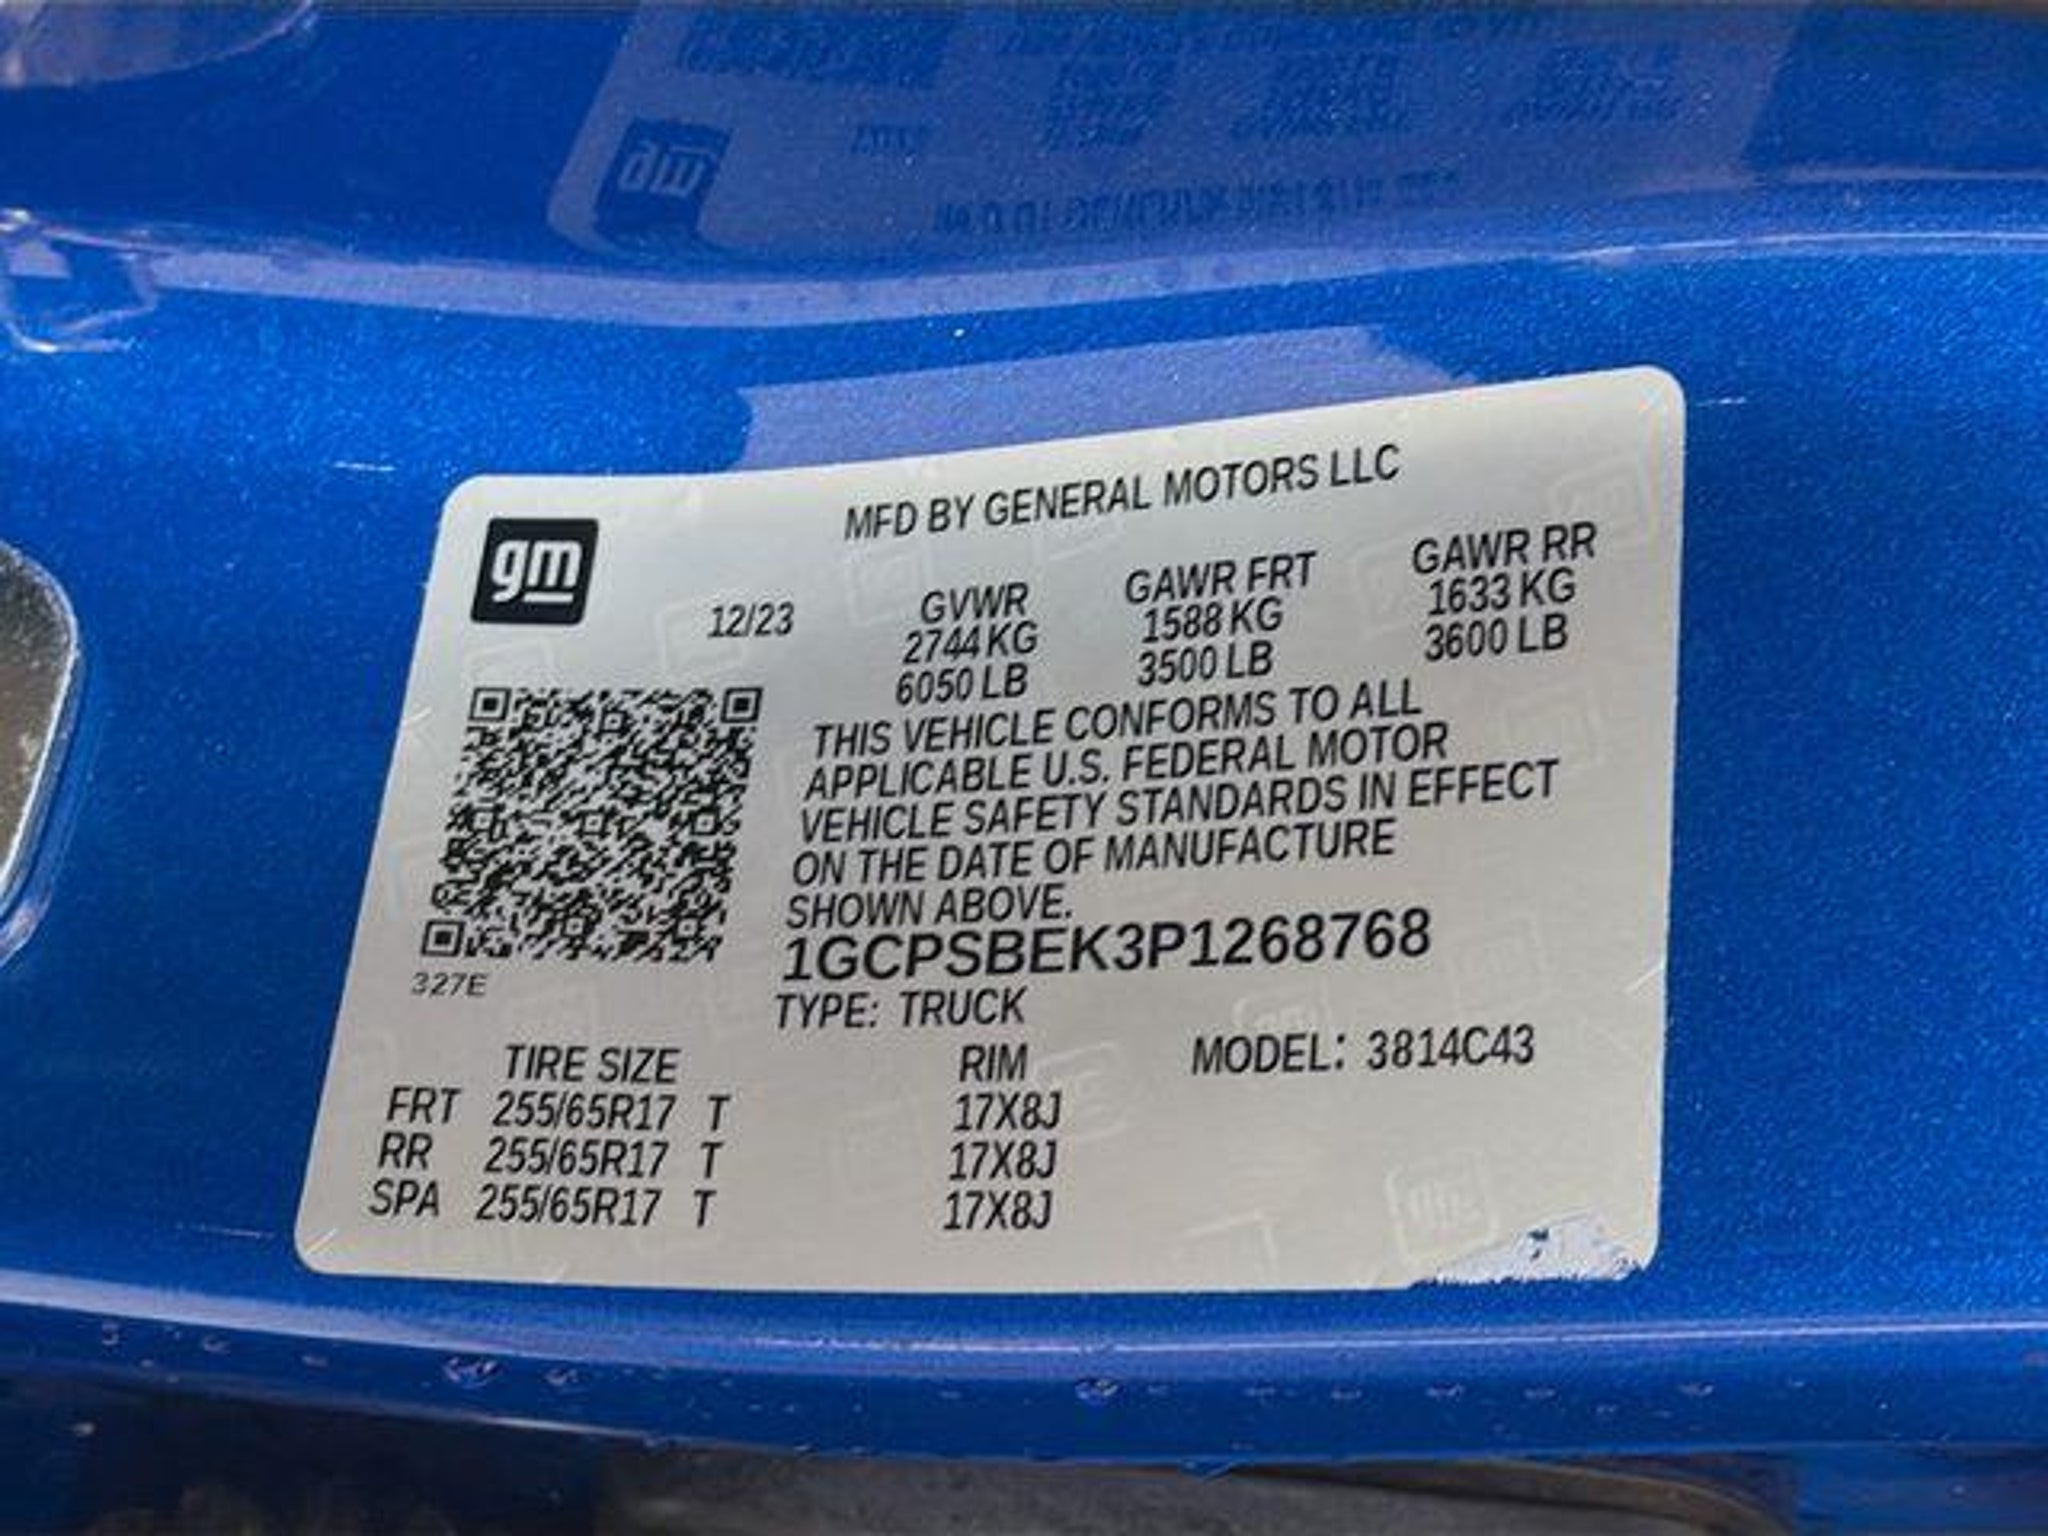 MFD BY GENERAL MOTORS LLC
gm
12/23 GVWR GAWR FRT GAWR RR
2744 KG 1588 KG 1633 KG
6050 LB 3500 LB 3600 LB
THIS VEHICLE CONFORMS TO ALL
APPLICABLE U.S. FEDERAL MOTOR
VEHICLE SAFETY STANDARDS IN EFFECT
ON THE DATE OF MANUFACTURE
SHOWN ABOVE.
1GCPSBEK3P1268768
327E
TYPE: TRUCK
TIRE SIZE RIM MODEL: 3814C43
FRT 255/65R17 T 17X8J
RR 255/65R17 T 17X8J
SPA 255/65R17 T 17X8J